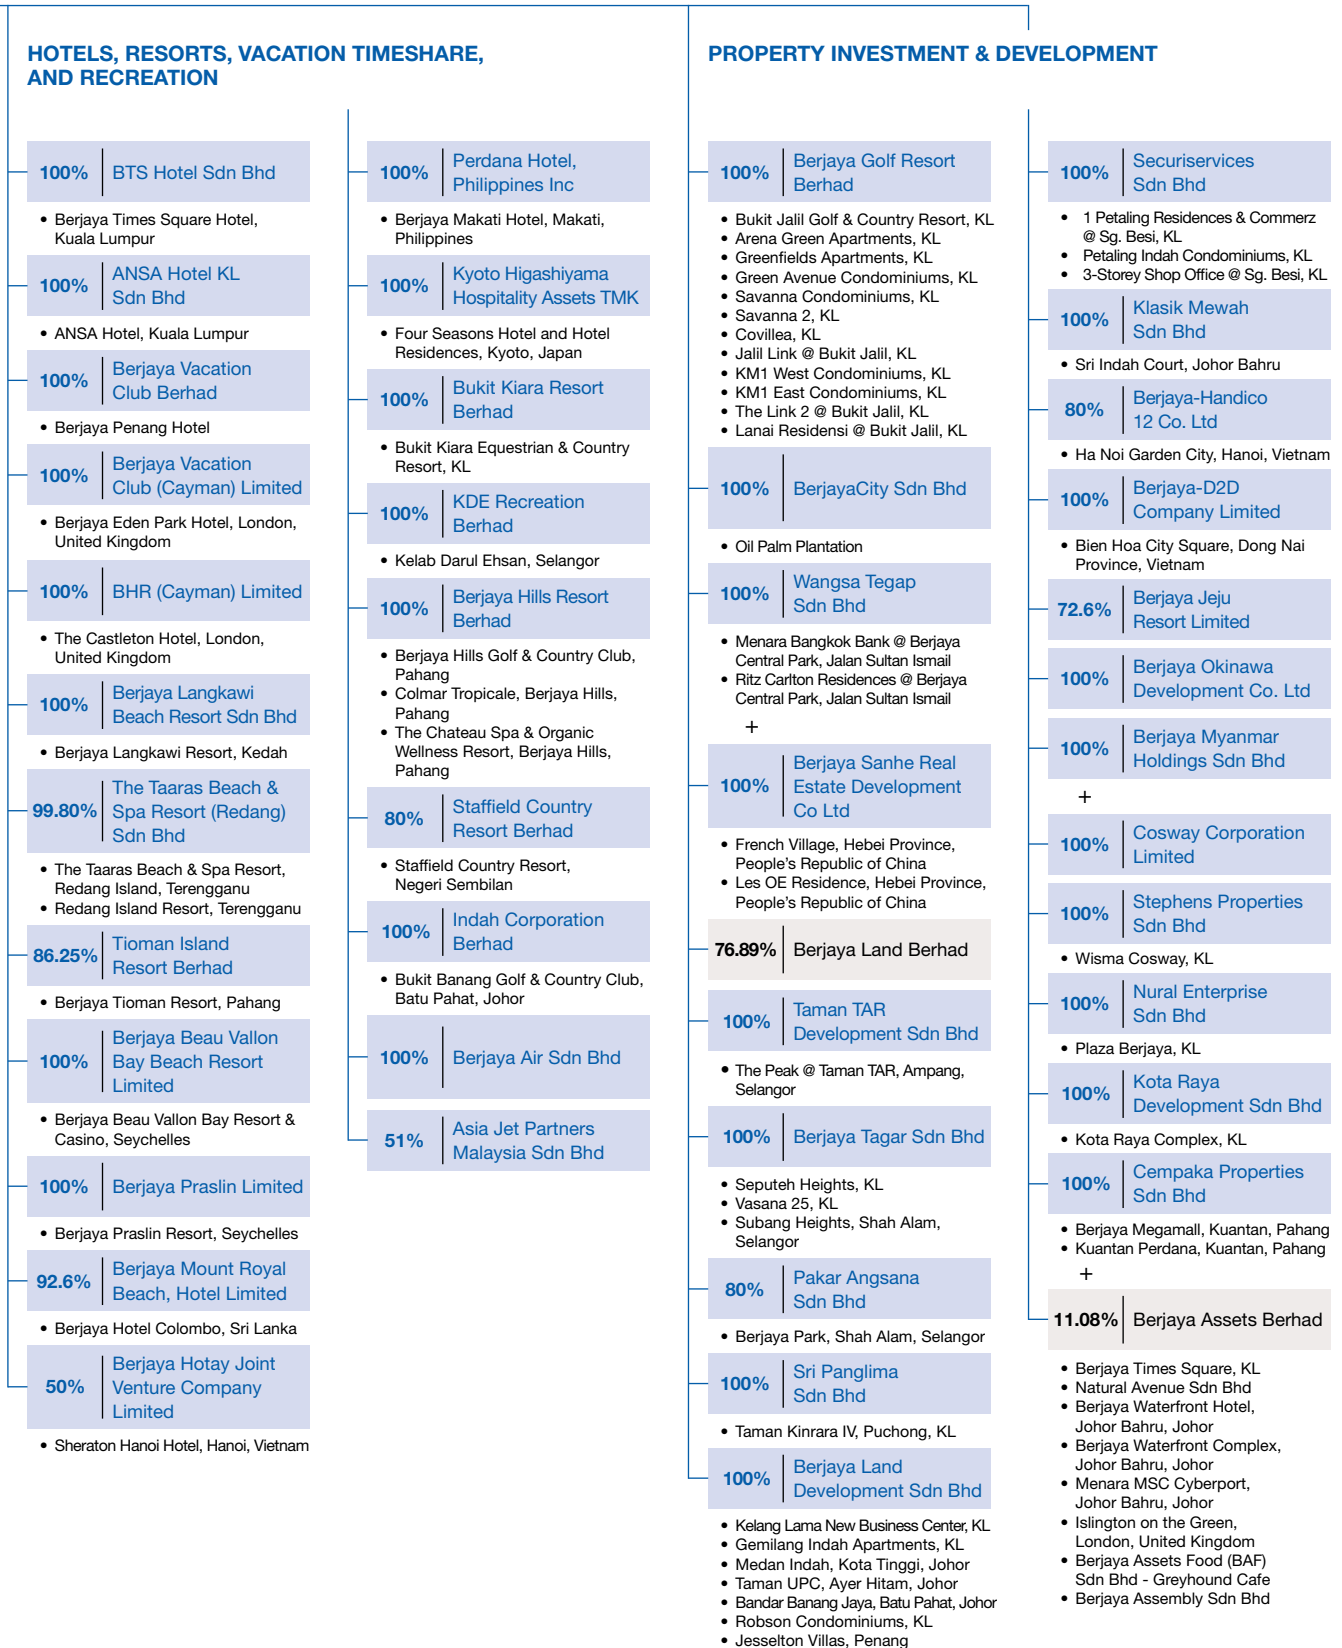 HOTELS, RESORTS, VACATION TIMESHARE,
AND RECREATION
100%
BTS Hotel Sdn Bhd
• Berjaya Times Square Hotel,
Kuala Lumpur
100%
ANSA Hotel KL
Sdn Bhd
• ANSA Hotel, Kuala Lumpur
100%
Berjaya Vacation
Club Berhad
• Berjaya Penang Hotel
100%
Berjaya Vacation
Club (Cayman) Limited
• Berjaya Eden Park Hotel, London,
United Kingdom
100%
BHR (Cayman) Limited
• The Castleton Hotel, London,
United Kingdom
100%
Berjaya Langkawi
Beach Resort Sdn Bhd
• Berjaya Langkawi Resort, Kedah
99.80%
The Taaras Beach &
Spa Resort (Redang)
Sdn Bhd
• The Taaras Beach & Spa Resort,
Redang Island, Terengganu
• Redang Island Resort, Terengganu
86.25%
Tioman Island
Resort Berhad
• Berjaya Tioman Resort, Pahang
100%
Berjaya Beau Vallon
Bay Beach Resort
Limited
• Berjaya Beau Vallon Bay Resort &
Casino, Seychelles
100%
Berjaya Praslin Limited
• Berjaya Praslin Resort, Seychelles
92.6%
Berjaya Mount Royal
Beach, Hotel Limited
• Berjaya Hotel Colombo, Sri Lanka
50%
Berjaya Hotay Joint
Venture Company
Limited
• Sheraton Hanoi Hotel, Hanoi, Vietnam
100%
Perdana Hotel,
Philippines Inc
• Berjaya Makati Hotel, Makati,
Philippines
100%
Kyoto Higashiyama
Hospitality Assets TMK
• Four Seasons Hotel and Hotel
Residences, Kyoto, Japan
100%
Bukit Kiara Resort
Berhad
• Bukit Kiara Equestrian & Country
Resort, KL
100%
KDE Recreation
Berhad
• Kelab Darul Ehsan, Selangor
100%
Berjaya Hills Resort
Berhad
• Berjaya Hills Golf & Country Club,
Pahang
• Colmar Tropicale, Berjaya Hills,
Pahang
• The Chateau Spa & Organic
Wellness Resort, Berjaya Hills,
Pahang
80%
Staffield Country
Resort Berhad
• Staffield Country Resort,
Negeri Sembilan
100%
Indah Corporation
Berhad
• Bukit Banang Golf & Country Club,
Batu Pahat, Johor
100%
Berjaya Air Sdn Bhd
51%
Asia Jet Partners
Malaysia Sdn Bhd
PROPERTY INVESTMENT & DEVELOPMENT
100%
Berjaya Golf Resort
Berhad
• Bukit Jalil Golf & Country Resort, KL
• Arena Green Apartments, KL
• Greenfields Apartments, KL
• Green Avenue Condominiums, KL
• Savanna Condominiums, KL
• Savanna 2, KL
• Covillea, KL
• Jalil Link @ Bukit Jalil, KL
• KM1 West Condominiums, KL
• KM1 East Condominiums, KL
• The Link 2 @ Bukit Jalil, KL
• Lanai Residensi @ Bukit Jalil, KL
100%
BerjayaCity Sdn Bhd
• Oil Palm Plantation
100%
Wangsa Tegap
Sdn Bhd
• Menara Bangkok Bank @ Berjaya
Central Park, Jalan Sultan Ismail
• Ritz Carlton Residences @ Berjaya
Central Park, Jalan Sultan Ismail
+
100%
Berjaya Sanhe Real
Estate Development
Co Ltd
• French Village, Hebei Province,
People's Republic of China
• Les OE Residence, Hebei Province,
People's Republic of China
76.89%
Berjaya Land Berhad
100%
Taman TAR
Development Sdn Bhd
• The Peak @ Taman TAR, Ampang,
Selangor
100%
Berjaya Tagar Sdn Bhd
• Seputeh Heights, KL
• Vasana 25, KL
• Subang Heights, Shah Alam,
Selangor
80%
Pakar Angsana
Sdn Bhd
• Berjaya Park, Shah Alam, Selangor
100%
Sri Panglima
Sdn Bhd
• Taman Kinrara IV, Puchong, KL
100%
Berjaya Land
Development Sdn Bhd
• Kelang Lama New Business Center, KL
• Gemilang Indah Apartments, KL
• Medan Indah, Kota Tinggi, Johor
• Taman UPC, Ayer Hitam, Johor
• Bandar Banang Jaya, Batu Pahat, Johor
• Robson Condominiums, KL
• Jesselton Villas, Penang
100%
Securiservices
Sdn Bhd
• 1 Petaling Residences & Commerz
@ Sg. Besi, KL
• Petaling Indah Condominiums, KL
• 3-Storey Shop Office @ Sg. Besi, KL
100%
Klasik Mewah
Sdn Bhd
• Sri Indah Court, Johor Bahru
80%
Berjaya-Handico
12 Co. Ltd
• Ha Noi Garden City, Hanoi, Vietnam
100%
Berjaya-D2D
Company Limited
• Bien Hoa City Square, Dong Nai
Province, Vietnam
72.6%
Berjaya Jeju
Resort Limited
100%
Berjaya Okinawa
Development Co. Ltd
100%
Berjaya Myanmar
Holdings Sdn Bhd
+
100%
Cosway Corporation
Limited
100%
Stephens Properties
Sdn Bhd
• Wisma Cosway, KL
100%
Nural Enterprise
Sdn Bhd
• Plaza Berjaya, KL
100%
Kota Raya
Development Sdn Bhd
• Kota Raya Complex, KL
100%
Cempaka Properties
Sdn Bhd
• Berjaya Megamall, Kuantan, Pahang
• Kuantan Perdana, Kuantan, Pahang
+
11.08%
Berjaya Assets Berhad
• Berjaya Times Square, KL
• Natural Avenue Sdn Bhd
• Berjaya Waterfront Hotel,
Johor Bahru, Johor
• Berjaya Waterfront Complex,
Johor Bahru, Johor
• Menara MSC Cyberport,
Johor Bahru, Johor
• Islington on the Green,
London, United Kingdom
• Berjaya Assets Food (BAF)
Sdn Bhd - Greyhound Cafe
• Berjaya Assembly Sdn Bhd